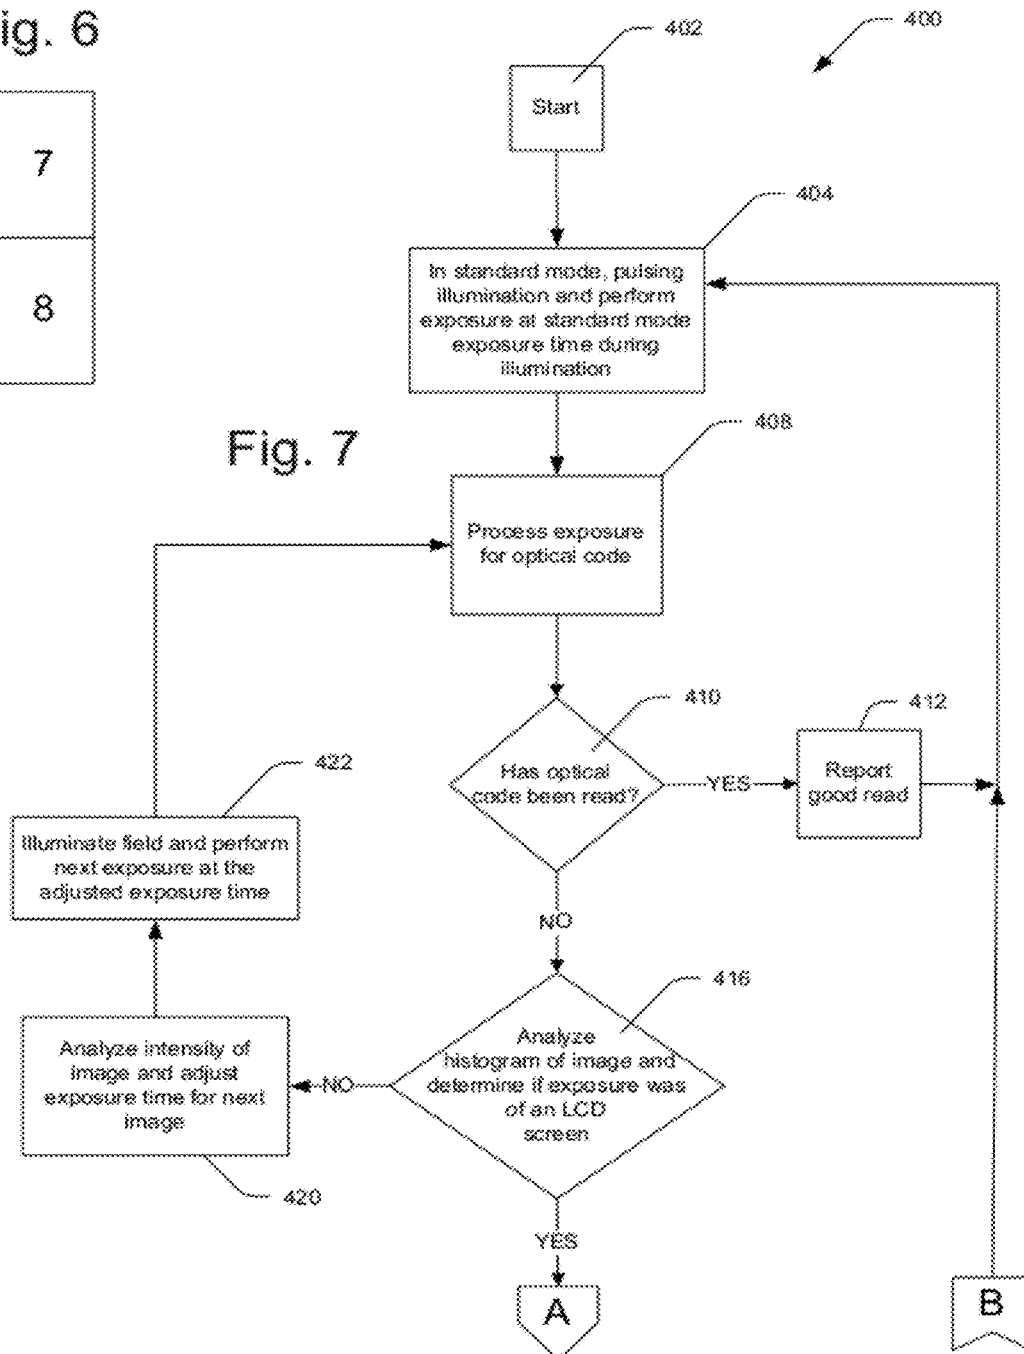 ig. 6
7
8
Fig. 7
400
402
Start
404
In standard mode, pulsing
illumination and perform
exposure at standard mode
exposure time during
illumination
408
Process exposure
for optical code
410
Has optical
code been read?
YES
412
Report
good read
NO
416
Analyze
histogram of image and
determine if exposure was
of an LCD
screen
NO
422
Illuminate field and perform
next exposure at the
adjusted exposure time
Analyze intensity of
image and adjust
exposure time for next
image
420
YES
A
B